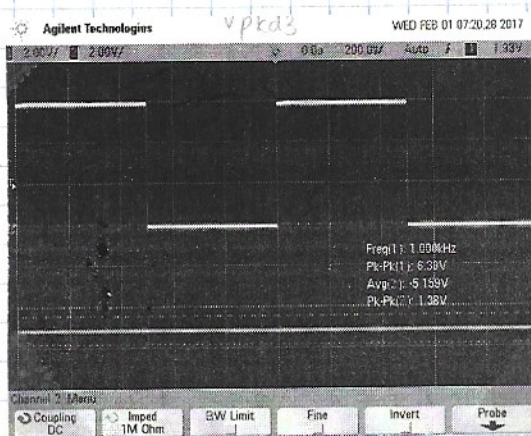 vpkd3
Agilent Technologies WED FEB 01 07:20:28 2017
2.00V/ 2 2.00V/ 0.0s 200.0s/ Auto 1.33V
Freq(1): 1.000kHz
Pk-Pk(1): 6.38V
Avg(2): -5.159V
Pk-Pk(2): 1.38V
Channel 2 Menu
Coupling Imped BW Limit Fine Invert Probe
DC 1M Ohm